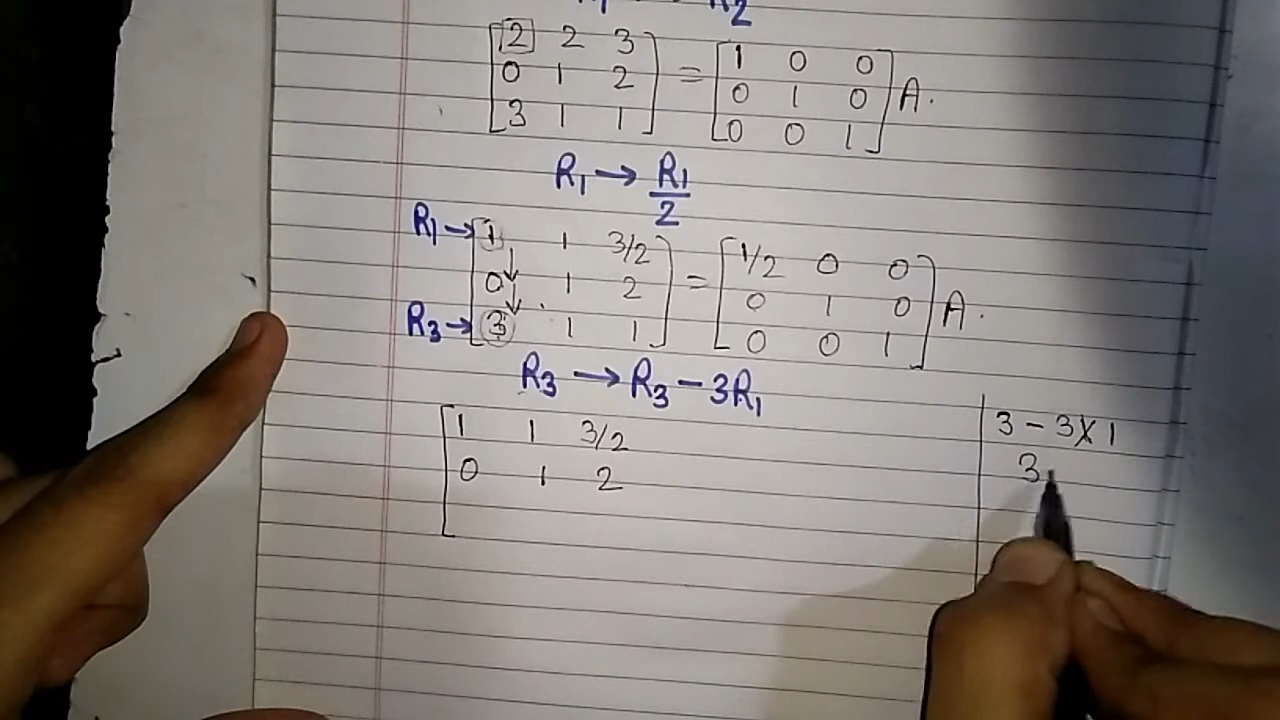 R₂
[2 2 3] = [1 0 0] A.
[0 1 2] [0 1 0]
[3 1 1] [0 0 1]
R₁ → R₁/2
R₁→ [1 1 3/2] = [1/2 0 0] A.
[0 1 2] [0 1 0]
R₃→ [3 1 1] [0 0 1]
R₃ → R₃ - 3R₁
[1 1 3/2
0 1 2
3 - 3X1
3